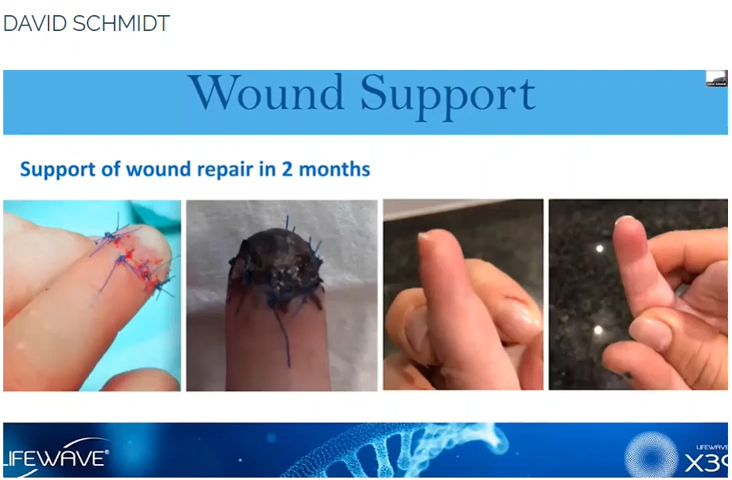 DAVID SCHMIDT
Wound Support
Support of wound repair in 2 months
LIFEWAVE®
LIFEWAVE
X39